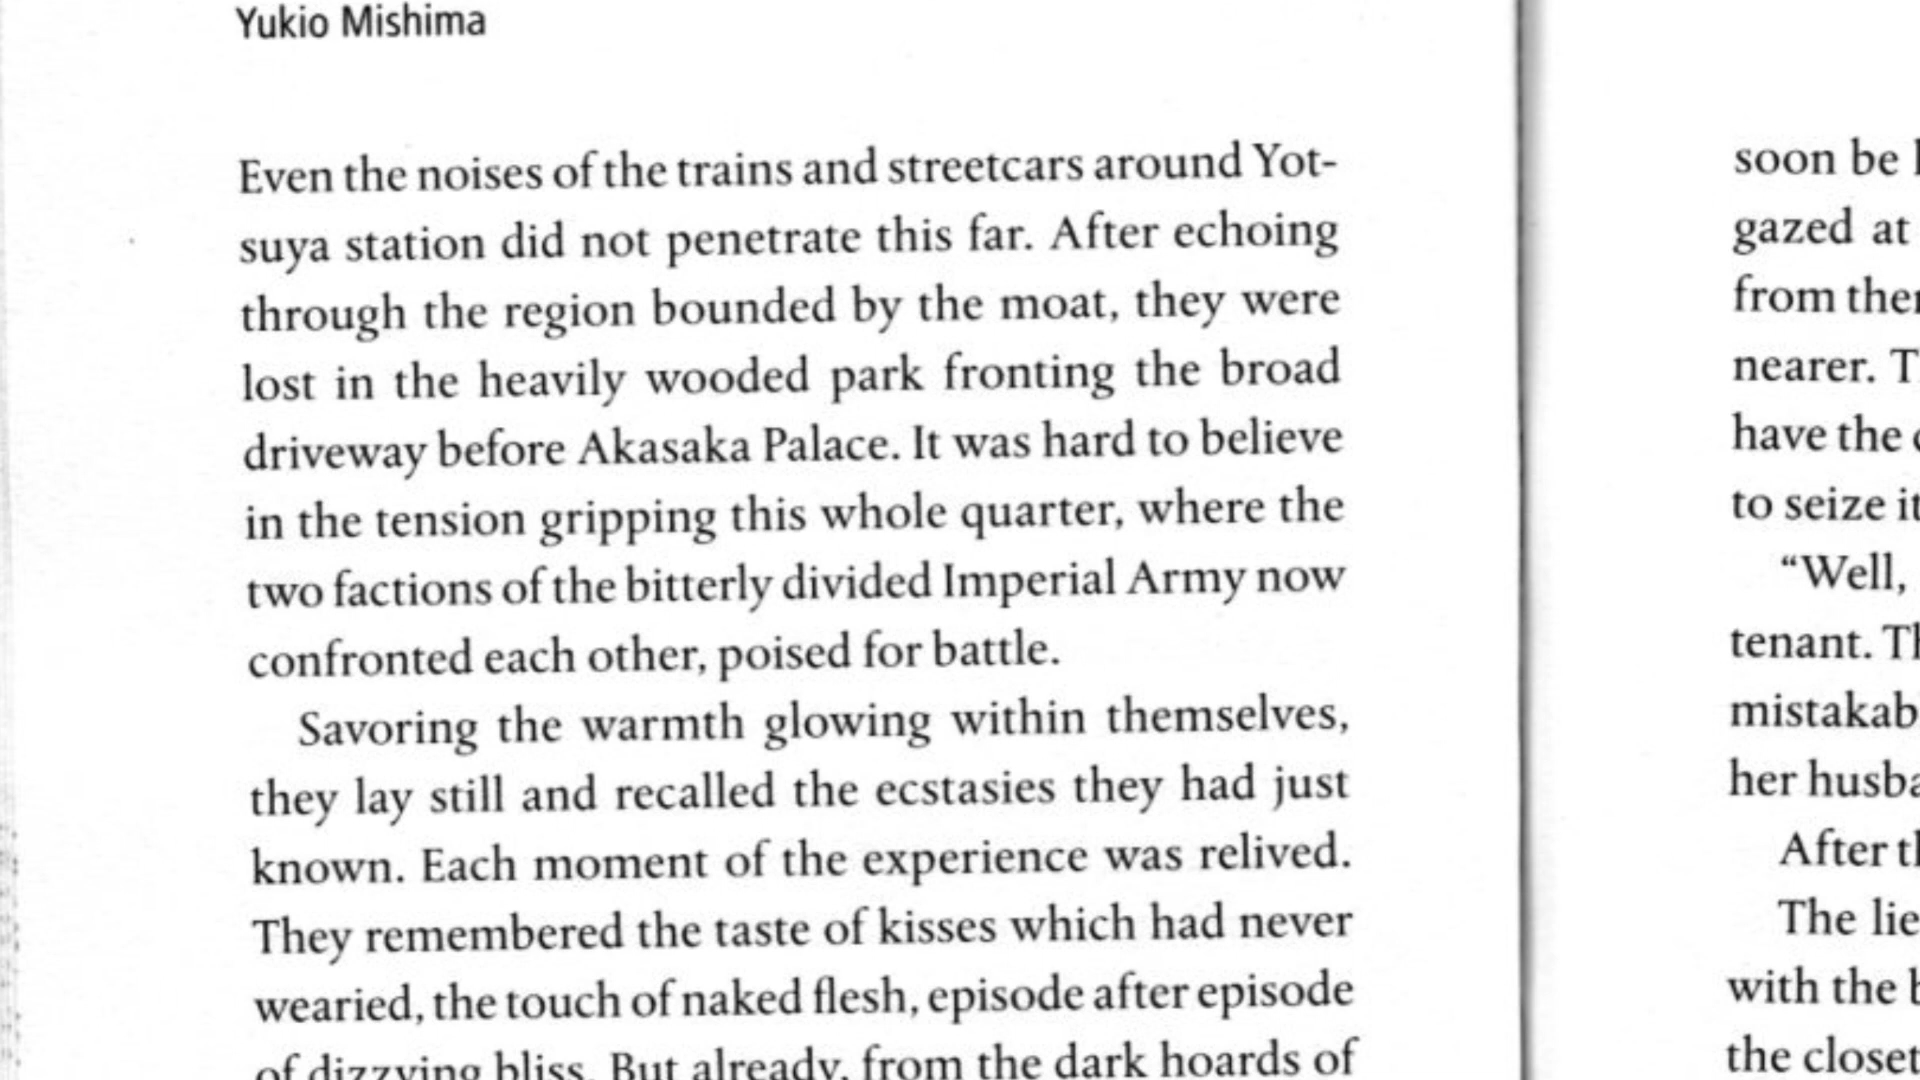 Yukio Mishima
Even the noises of the trains and streetcars around Yot-
suya station did not penetrate this far. After echoing
through the region bounded by the moat, they were
lost in the heavily wooded park fronting the broad
driveway before Akasaka Palace. It was hard to believe
in the tension gripping this whole quarter, where the
two factions of the bitterly divided Imperial Army now
confronted each other, poised for battle.
Savoring the warmth glowing within themselves,
they lay still and recalled the ecstasies they had just
known. Each moment of the experience was relived.
They remembered the taste of kisses which had never
wearied, the touch of naked flesh, episode after episode
of dizzying bliss. But already, from the dark hoards of
soon be
gazed at
from
nearer.
have the
to seize
“Well,
tenant.
her
After
The
with the
the closet